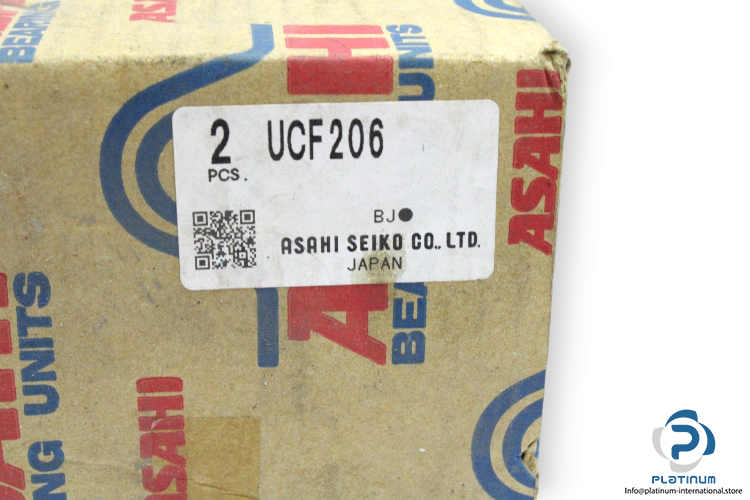 BEARING
ASAHI
HI
UNITS
ASAHI
2 UCF206
PCS.
BJ●
ASAHI SEIKO CO., LTD.
JAPAN
UNITS
ASAHI
PLATINUM
Info@platinum-international.store